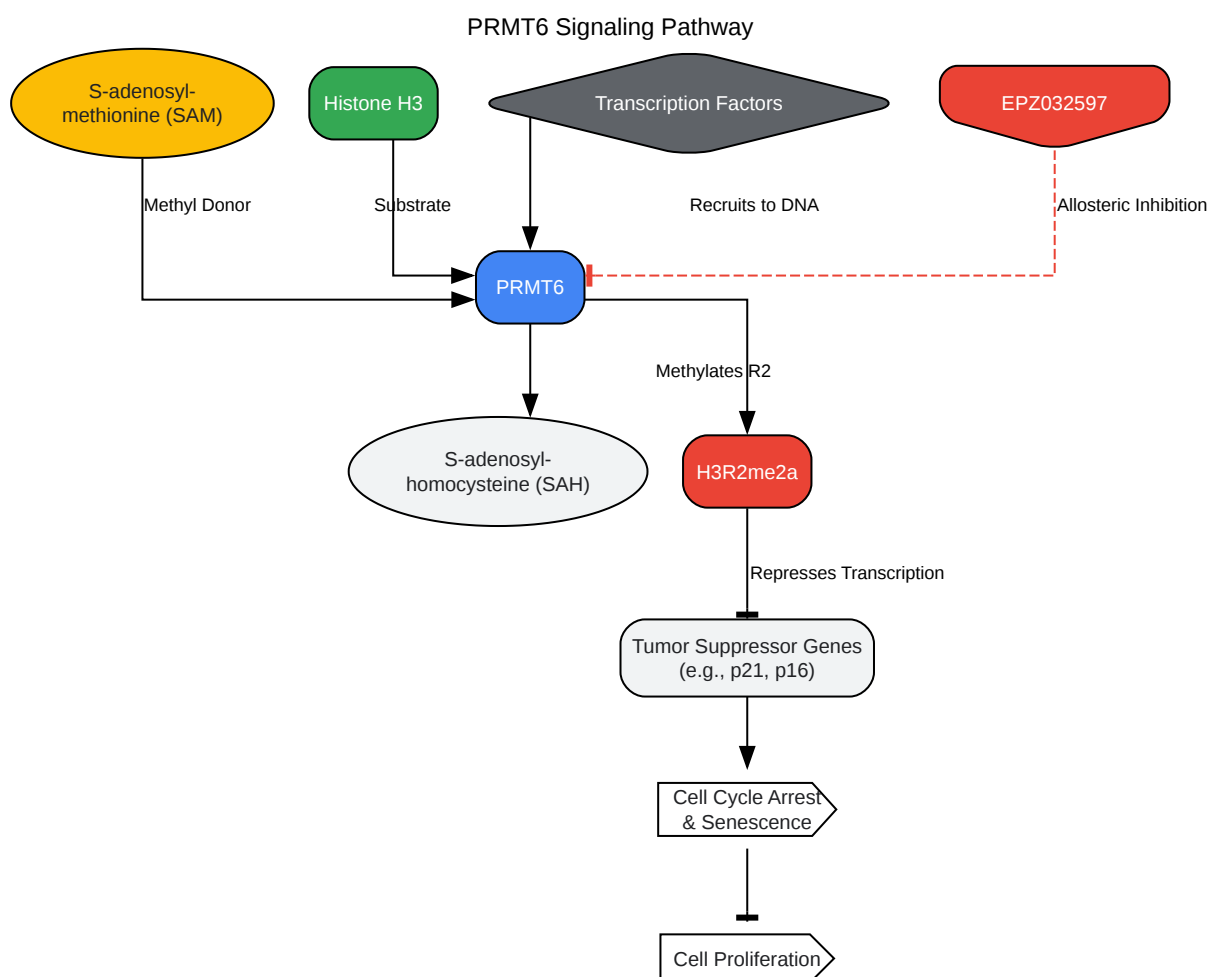 PRMT6 Signaling Pathway
S-adenosyl-
methionine (SAM)
Histone H3
Transcription Factors
EPZ032597
Methyl Donor
Substrate
Recruits to DNA
Allosteric Inhibition
PRMT6
Methylates R2
S-adenosyl-
homocysteine (SAH)
H3R2me2a
Represses Transcription
Tumor Suppressor Genes
(e.g., p21, p16)
Cell Cycle Arrest
& Senescence
Cell Proliferation